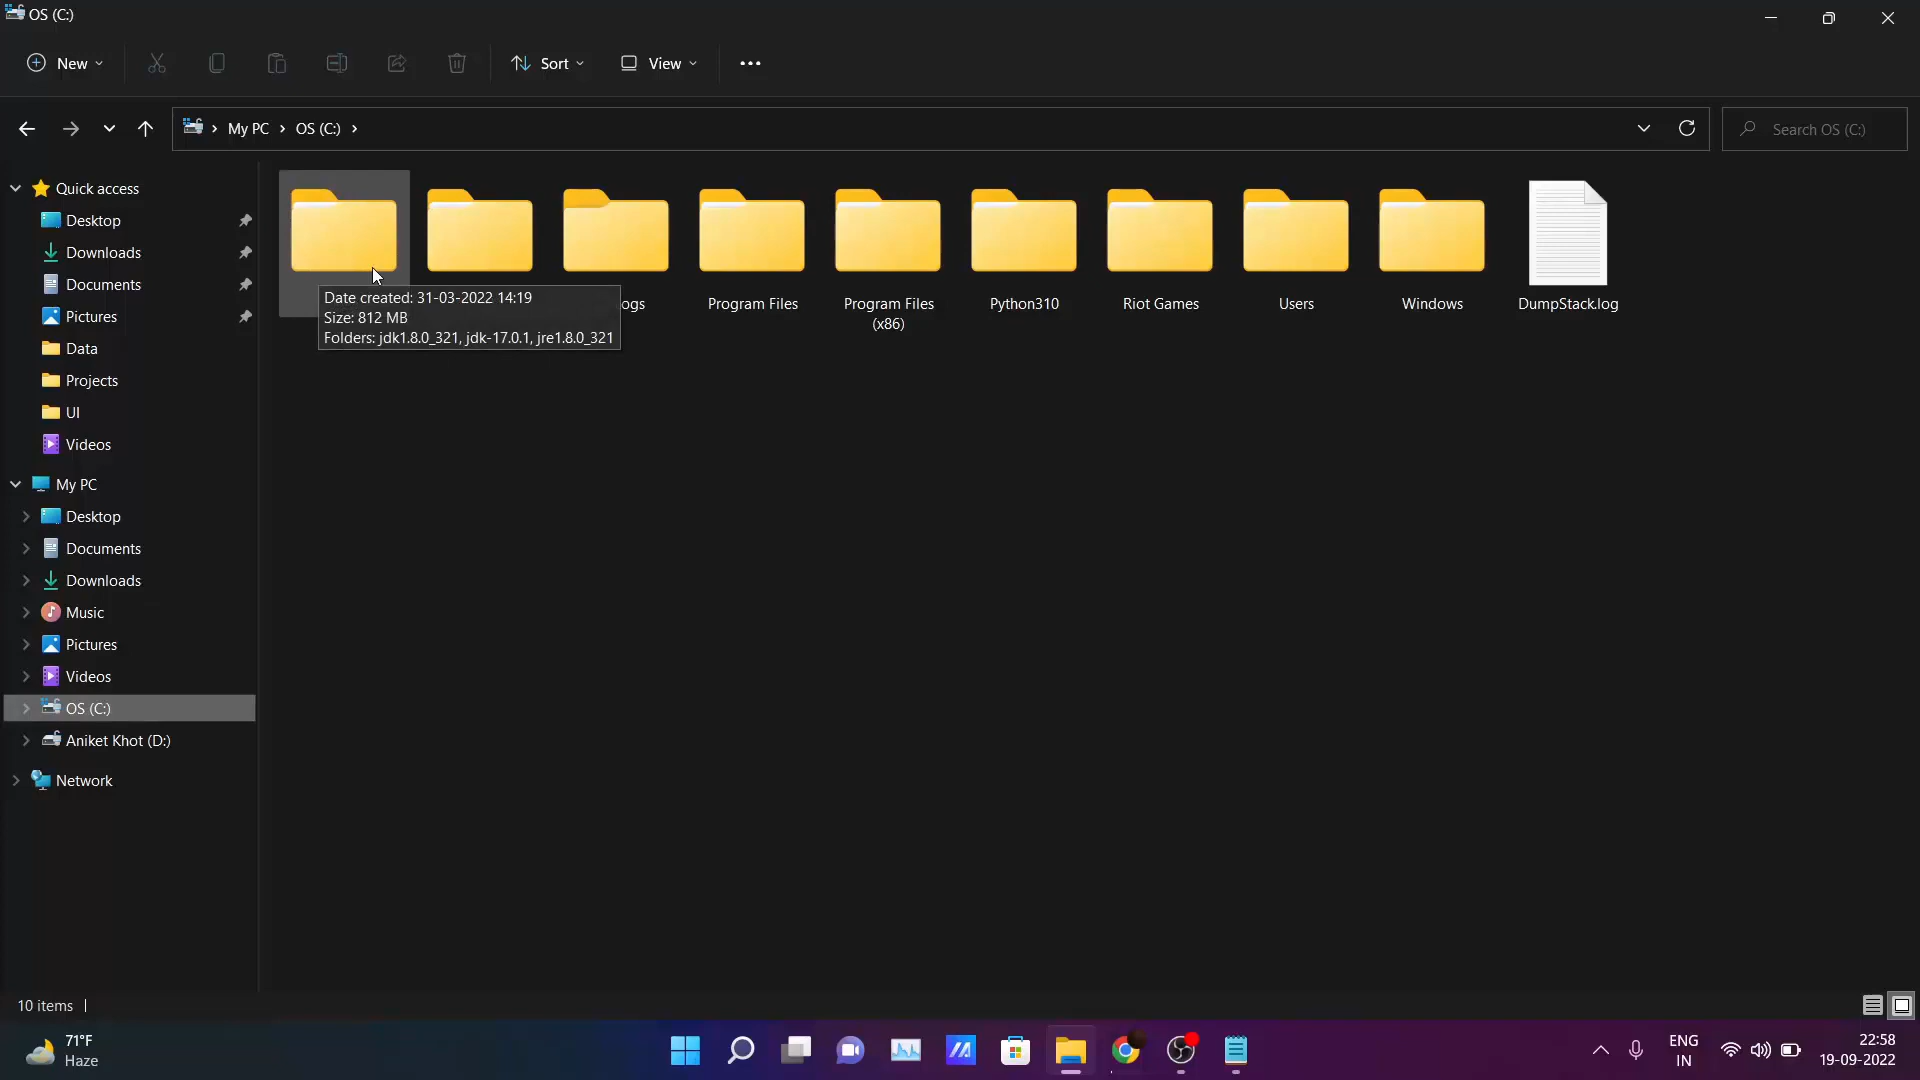 OS (C:)
New
Sort
View
My PC
OS (C:)
Search OS (C:)
Quick access
Desktop
Downloads
Documents
Pictures
Data
Projects
UI
Videos
My PC
Desktop
Documents
Downloads
Music
Pictures
Videos
OS (C:)
Aniket Khot (D:)
Network
Date created: 31-03-2022 14:19
Size: 812 MB
Folders: jdk1.8.0_321, jdk-17.0.1, jre1.8.0_321
ogs
Program Files
Program Files
(x86)
Python310
Riot Games
Users
Windows
DumpStack.log
10 items
71°F
Haze
ENG
IN
22:58
19-09-2022